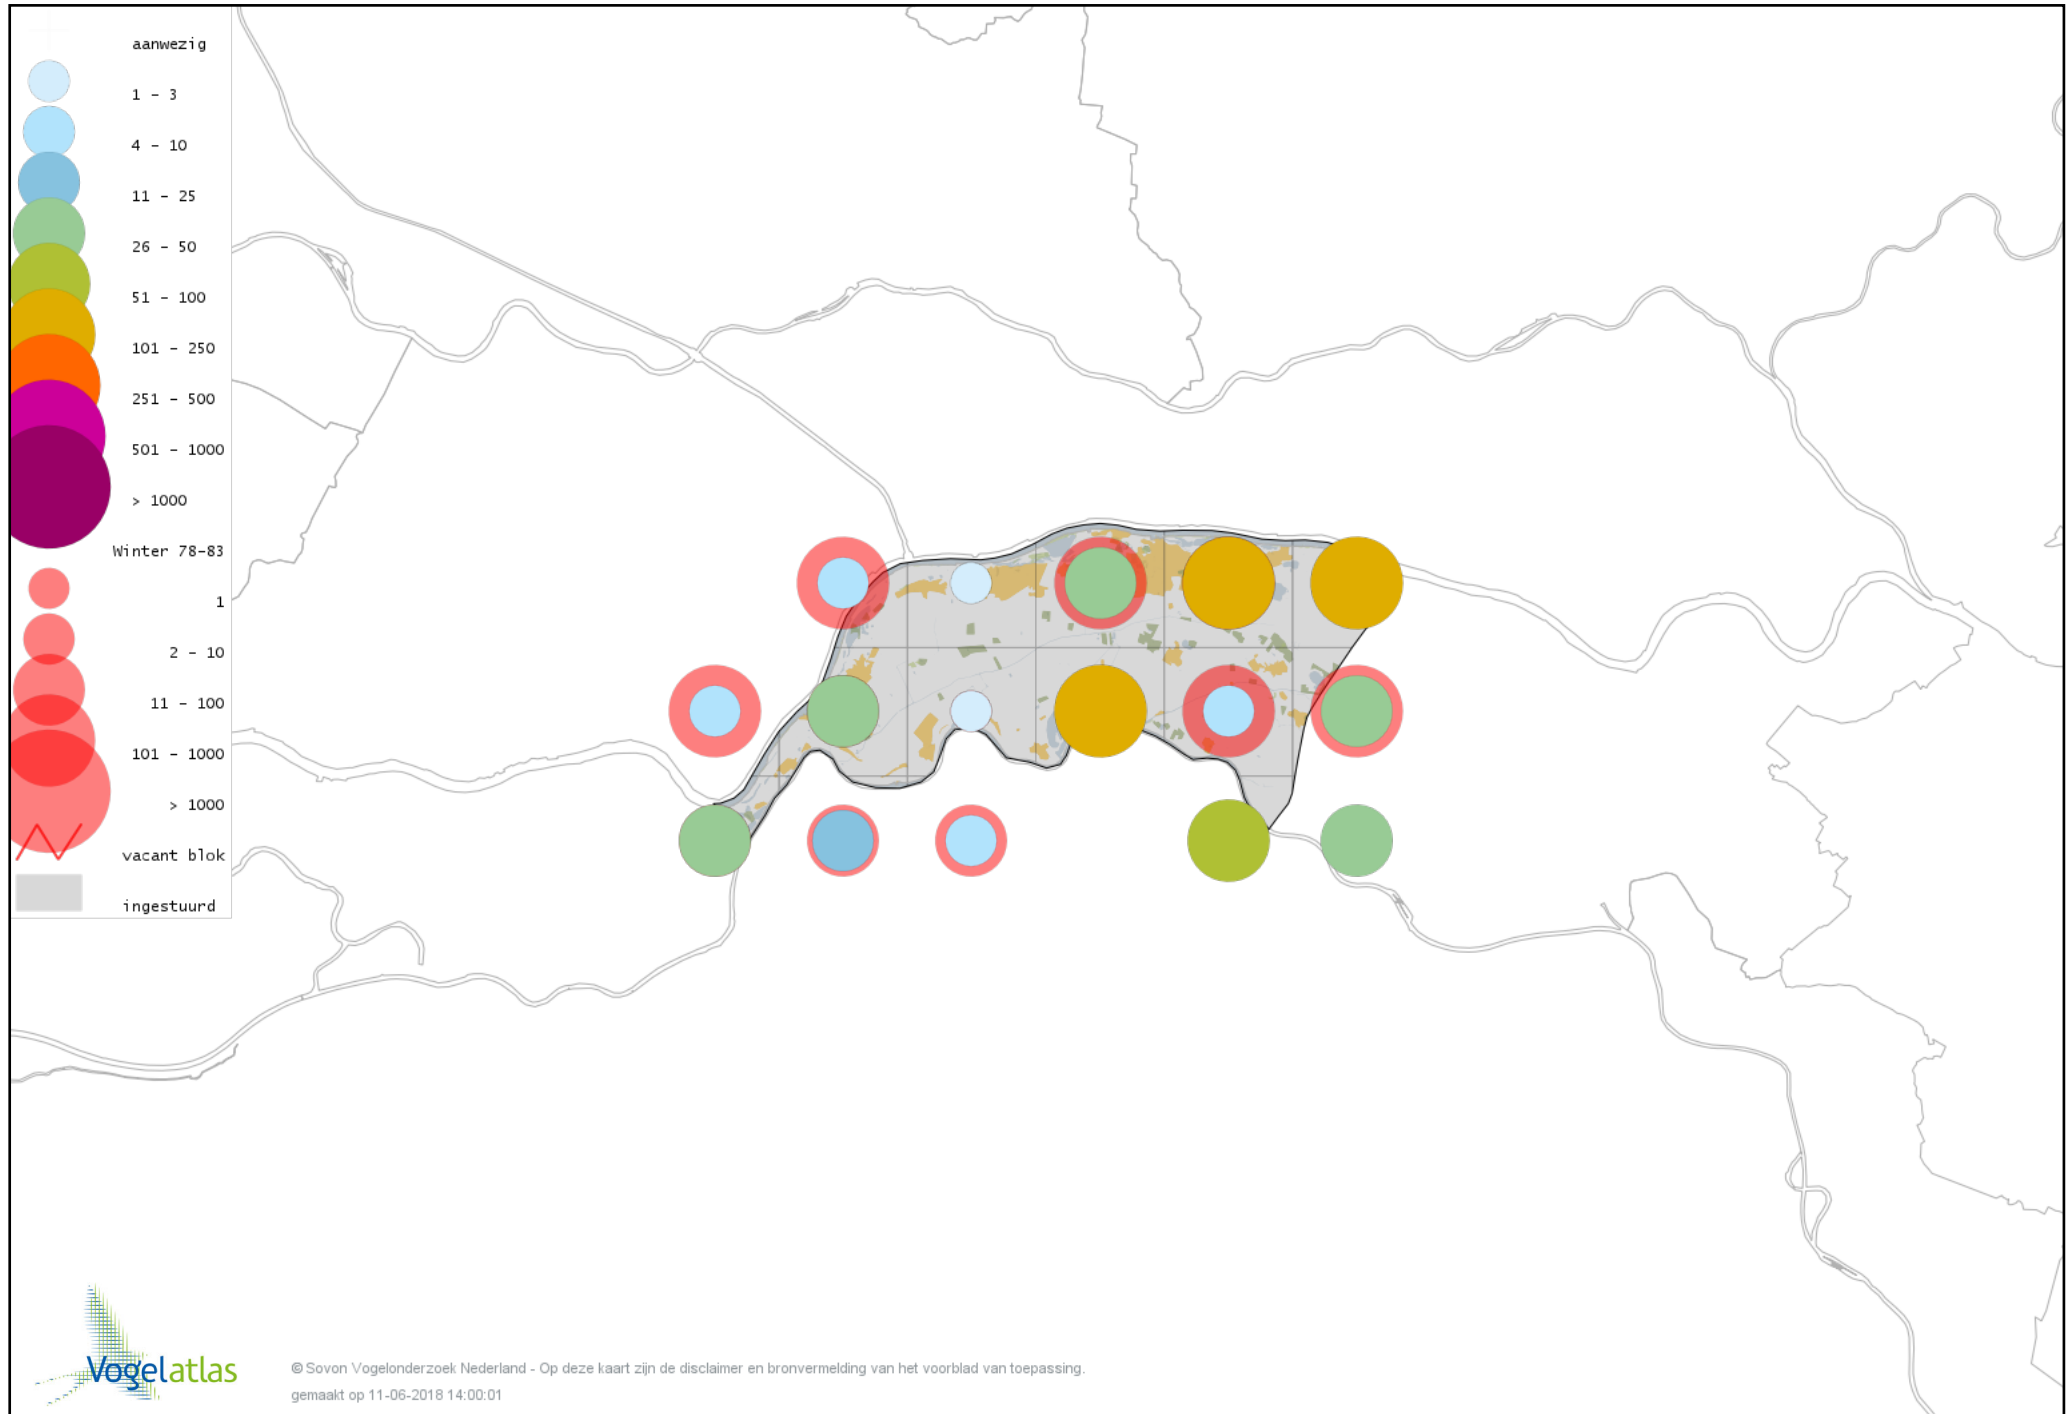 aanwezig
1 - 3
4 - 10
11 - 25
26 - 50
51 - 100
101 - 250
251 - 500
501 - 1000
> 1000
Winter 78-83
1
2 - 10
11 - 100
101 - 1000
> 1000
vacant blok
ingestuurd
Vogelatlas
© Sovon Vogelonderzoek Nederland - Op deze kaart zijn de disclaimer en bronvermelding van het voorblad van toepassing.
gemaakt op 11-06-2018 14:00:01